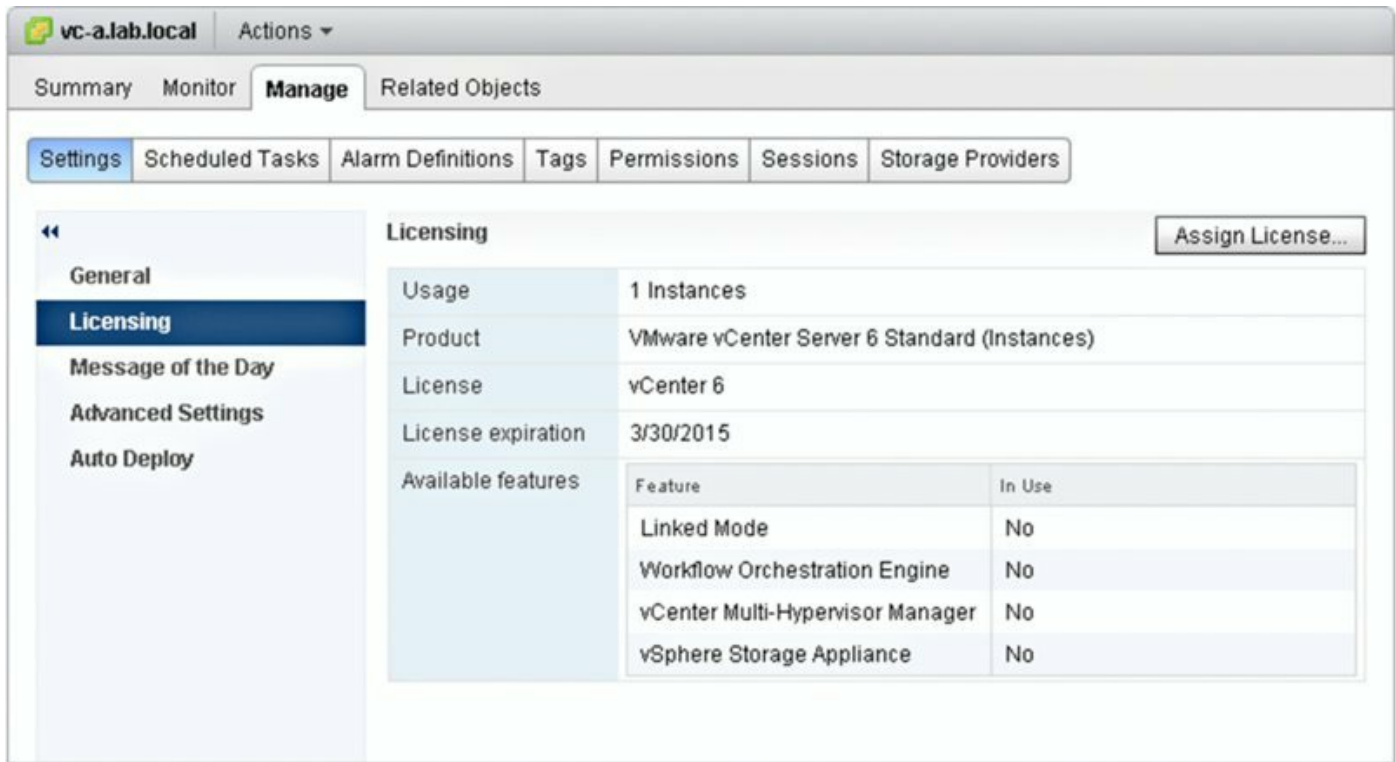 vc-a.lab.local Actions
Summary Monitor Manage Related Objects
Settings Scheduled Tasks Alarm Definitions Tags Permissions Sessions Storage Providers
Licensing Assign License...
General
Licensing
Message of the Day
Advanced Settings
Auto Deploy
Usage 1 Instances
Product VMware vCenter Server 6 Standard (Instances)
License vCenter 6
License expiration 3/30/2015
Available features
Feature In Use
Linked Mode No
Workflow Orchestration Engine No
vCenter Multi-Hypervisor Manager No
vSphere Storage Appliance No